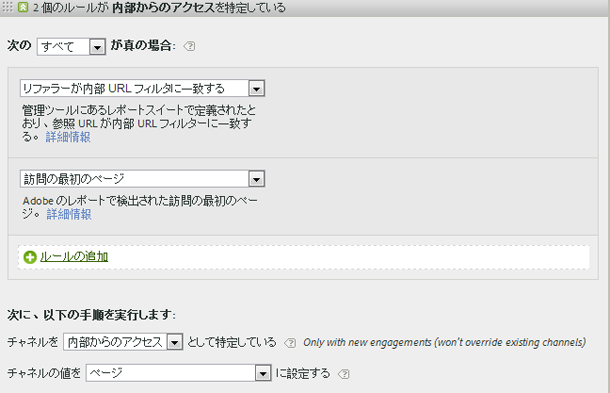 2 個のルールが 内部からのアクセスを特定している
次の すべて が真の場合:
リファラーが内部 URL フィルタに一致する
管理ツールにあるレポートスイートで定義されたと
おり、参照 URL が内部 URL フィルターに一致す
る。 詳細情報
訪問の最初のページ
Adobe のレポートで検出された訪問の最初のペー
ジ。 詳細情報
ルールの追加
次に、以下の手順を実行します:
チャネルを 内部からのアクセス として特定している Only with new engagements (won't override existing channels)
チャネルの値を ページ に設定する